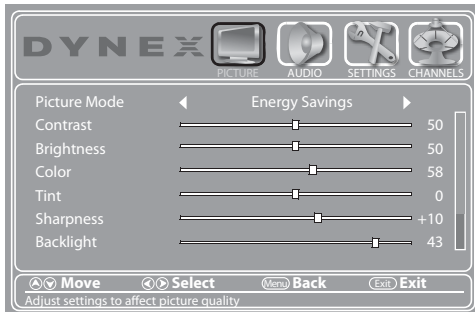 DYNEX
PICTURE AUDIO SETTINGS CHANNELS
Picture Mode Energy Savings
Contrast 50
Brightness 50
Color 58
Tint 0
Sharpness +10
Backlight 43
Move Select Menu Back Exit Exit
Adjust settings to affect picture quality